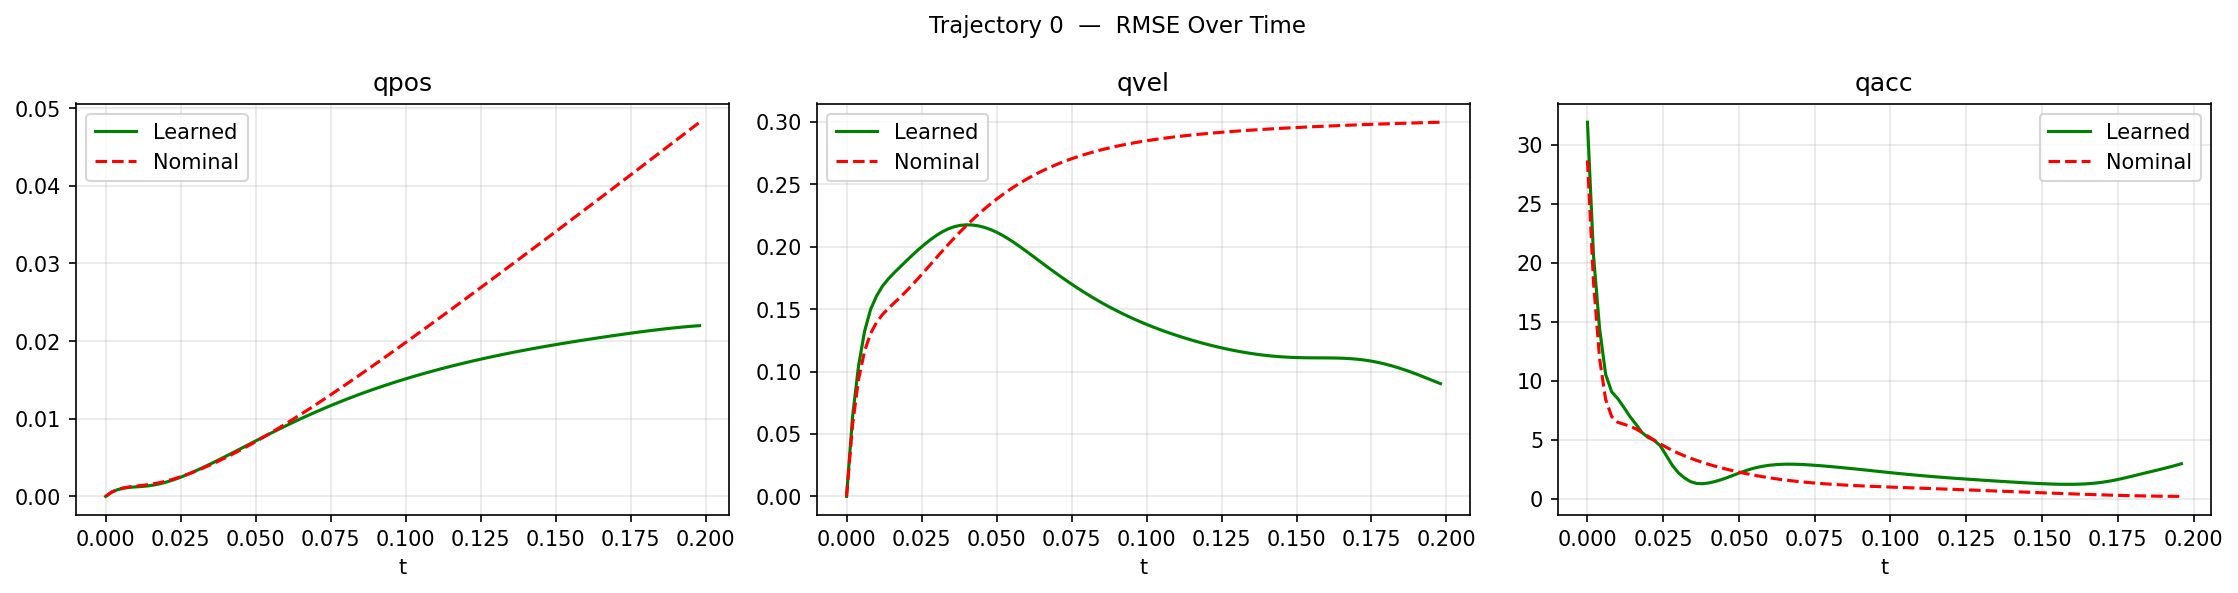 Trajectory 0 — RMSE Over Time
qpos
0.05
0.04
0.03
0.02
0.01
0.00
Learned
Nominal
0.000 0.025 0.050 0.075 0.100 0.125 0.150 0.175 0.200
t
qvel
0.30
0.25
0.20
0.15
0.10
0.05
0.00
Learned
Nominal
0.000 0.025 0.050 0.075 0.100 0.125 0.150 0.175 0.200
t
qacc
30
25
20
15
10
5
0
Learned
Nominal
0.000 0.025 0.050 0.075 0.100 0.125 0.150 0.175 0.200
t